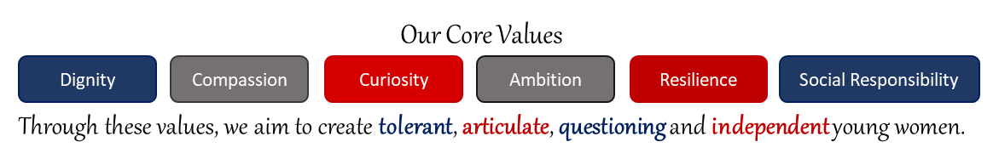 Our Core Values
Dignity Compassion Curiosity Ambition Resilience Social Responsibility
Through these values, we aim to create tolerant, articulate, questioning and independent young women.